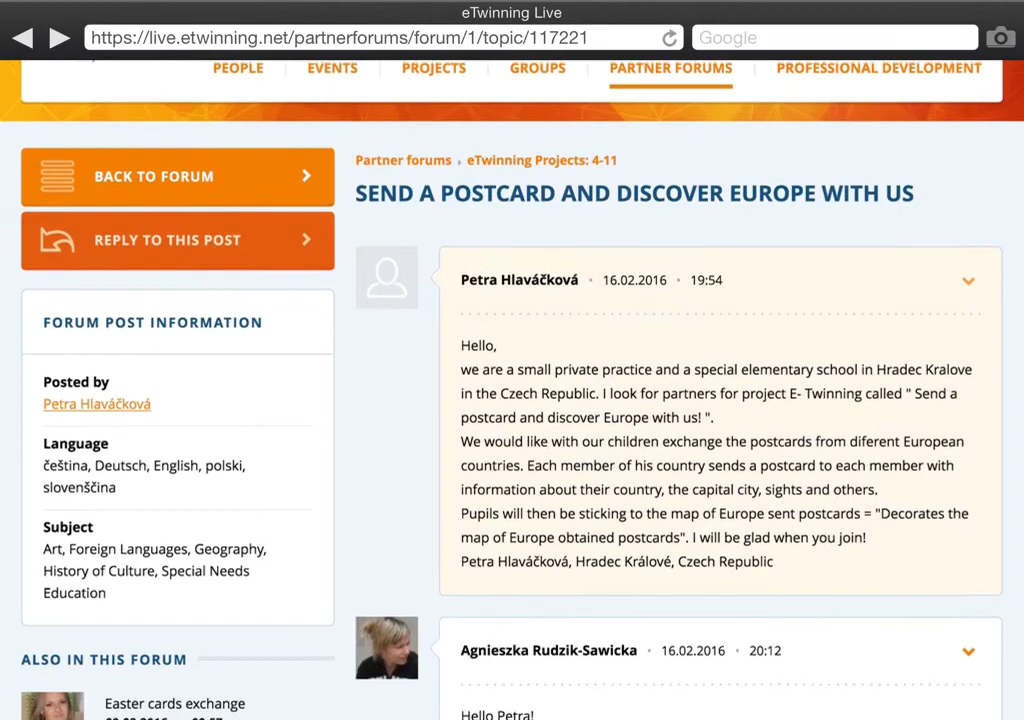 eTwinning Live
https://live.etwinning.net/partnerforums/forum/1/topic/117221
Google
PEOPLE
EVENTS
PROJECTS
GROUPS
PARTNER FORUMS
PROFESSIONAL DEVELOPMENT
BACK TO FORUM
REPLY TO THIS POST
FORUM POST INFORMATION
Posted by
Petra Hlaváčková
Language
čeština, Deutsch, English, polski,
slovenščina
Subject
Art, Foreign Languages, Geography,
History of Culture, Special Needs
Education
ALSO IN THIS FORUM
Easter cards exchange
Partner forums › eTwinning Projects: 4-11
SEND A POSTCARD AND DISCOVER EUROPE WITH US
Petra Hlaváčková • 16.02.2016 • 19:54
Hello,
we are a small private practice and a special elementary school in Hradec Kralove
in the Czech Republic. I look for partners for project E- Twinning called " Send a
postcard and discover Europe with us! ".
We would like with our children exchange the postcards from diferent European
countries. Each member of his country sends a postcard to each member with
information about their country, the capital city, sights and others.
Pupils will then be sticking to the map of Europe sent postcards = "Decorates the
map of Europe obtained postcards". I will be glad when you join!
Petra Hlaváčková, Hradec Králové, Czech Republic
Agnieszka Rudzik-Sawicka • 16.02.2016 • 20:12
Hello Petra!